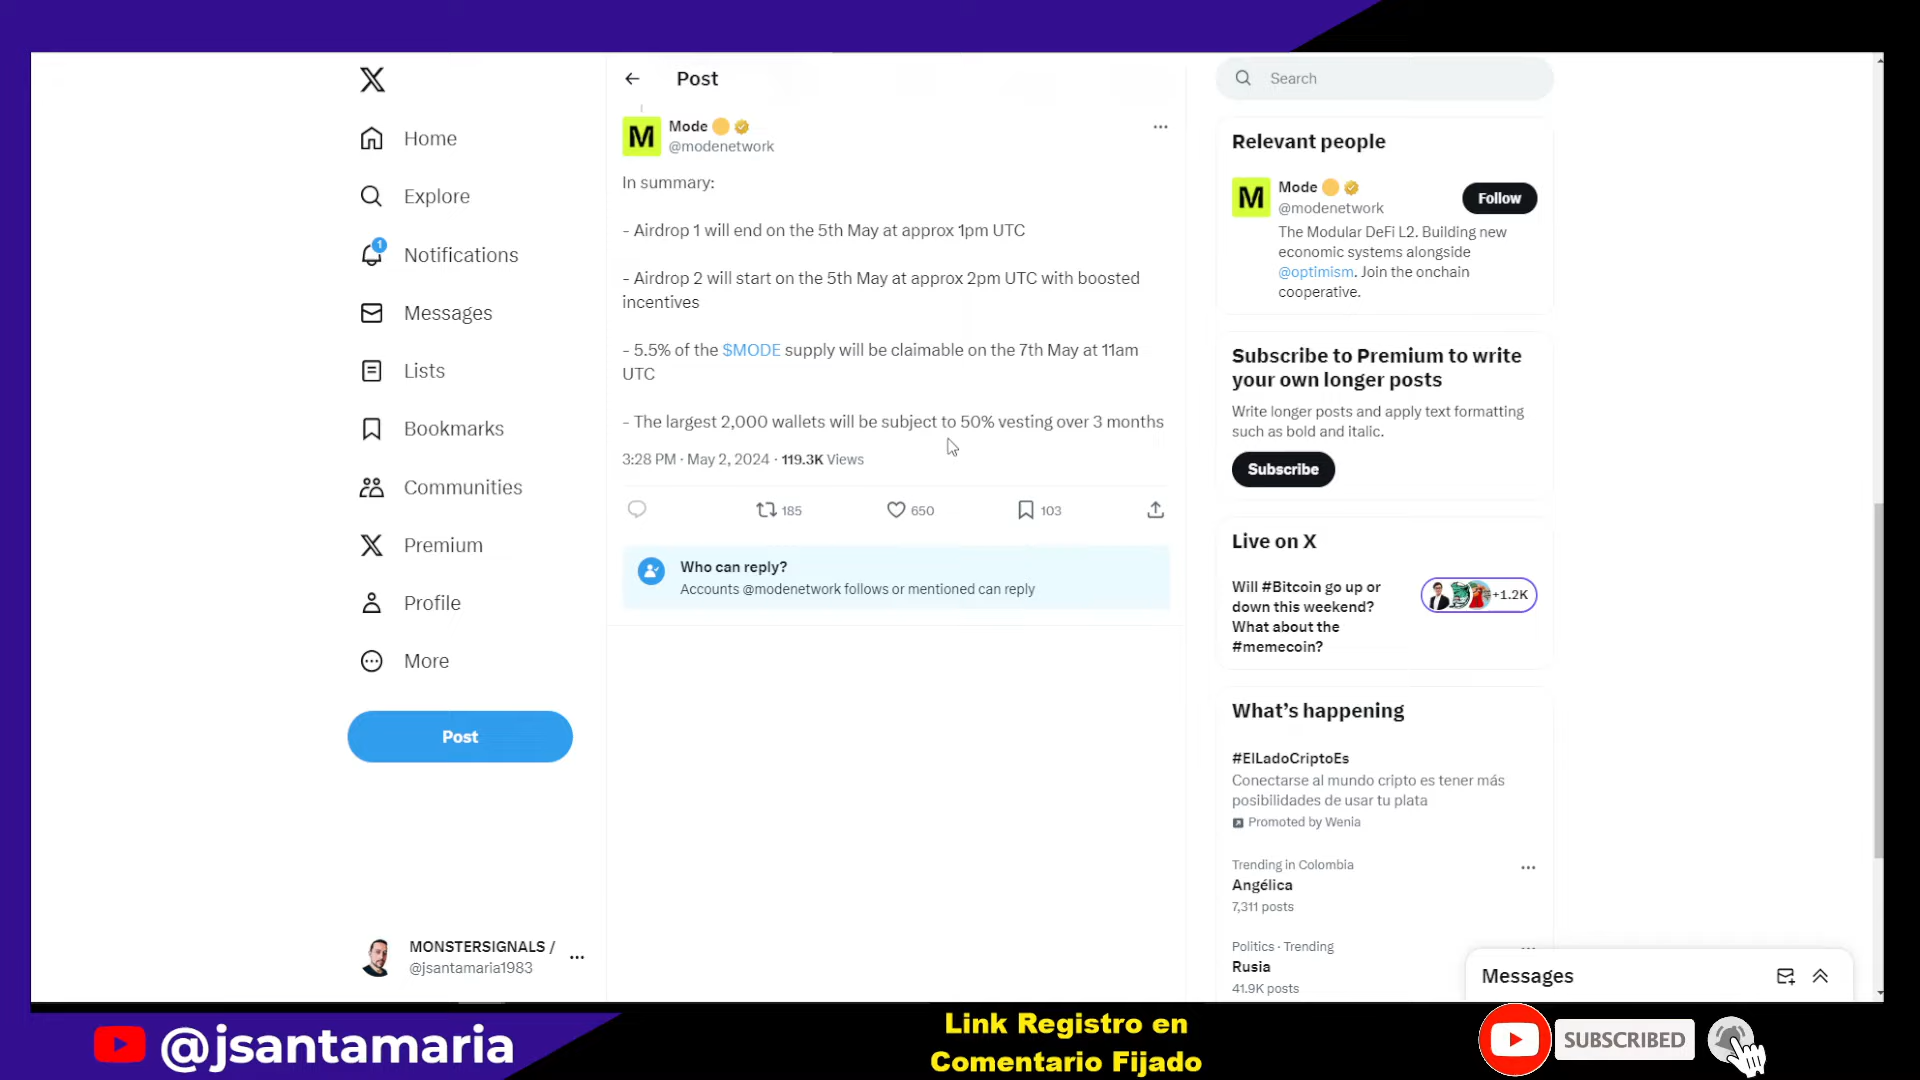 Home
Explore
1
Notifications
Messages
Lists
Bookmarks
Communities
Premium
Profile
More
Post
MONSTERSIGNALS /
@jsantamaria1983
Post
M
Mode
@modenetwork
In summary:
- Airdrop 1 will end on the 5th May at approx 1pm UTC
- Airdrop 2 will start on the 5th May at approx 2pm UTC with boosted
incentives
- 5.5% of the $MODE supply will be claimable on the 7th May at 11am
UTC
- The largest 2,000 wallets will be subject to 50% vesting over 3 months
3:28 PM · May 2, 2024 · 119.3K Views
185
650
103
Who can reply?
Accounts @modenetwork follows or mentioned can reply
Search
Relevant people
M
Mode
@modenetwork
Follow
The Modular DeFi L2. Building new
economic systems alongside
@optimism. Join the onchain
cooperative.
Subscribe to Premium to write
your own longer posts
Write longer posts and apply text formatting
such as bold and italic.
Subscribe
Live on X
Will #Bitcoin go up or
down this weekend?
What about the
#memecoin?
+1.2K
What's happening
#ElLadoCriptoEs
Conectarse al mundo cripto es tener más
posibilidades de usar tu plata
Promoted by Wenia
Trending in Colombia
Angélica
7,311 posts
Politics · Trending
Rusia
41.9K posts
Messages
@jsantamaria
Link Registro en
Comentario Fijado
SUBSCRIBED